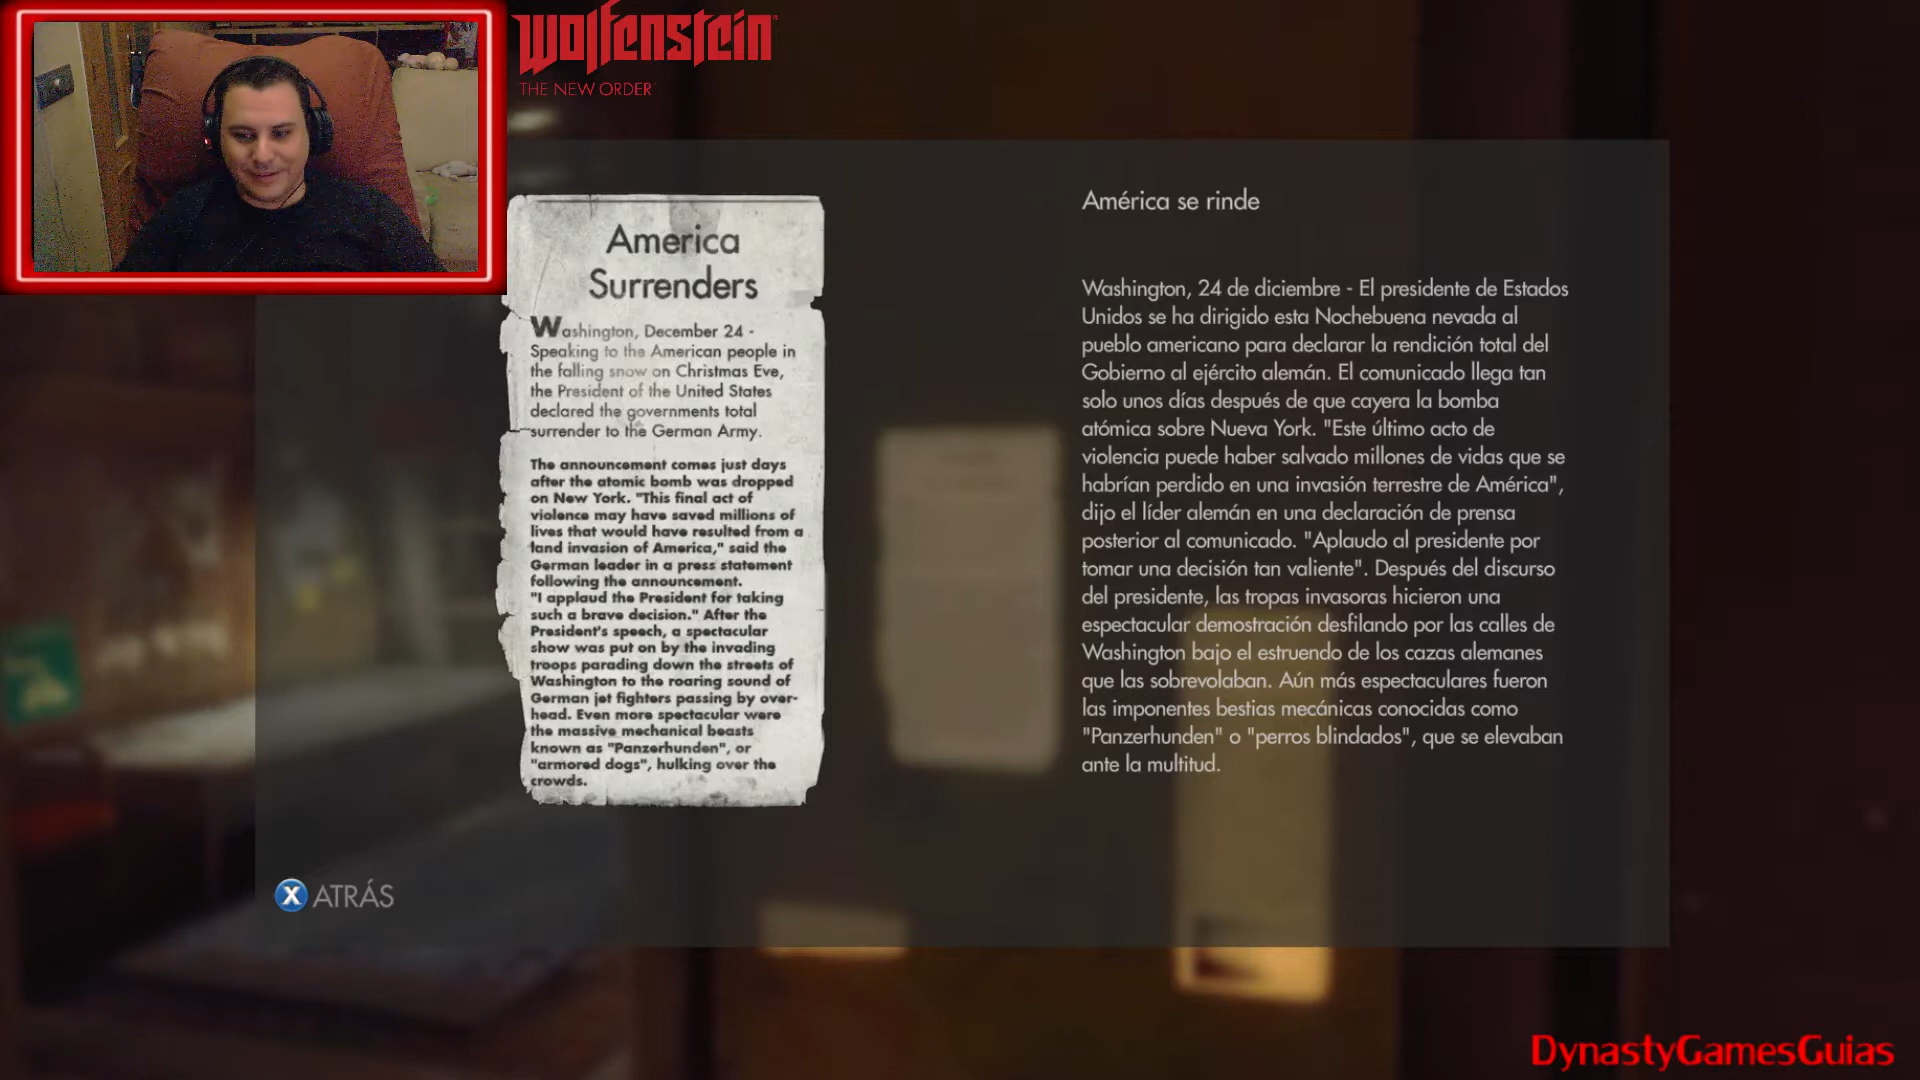 Wolfenstein
THE NEW ORDER
America
Surrenders
Washington, December 24 -
Speaking to the American people in
the falling snow on Christmas Eve,
the President of the United States
declared the governments total
surrender to the German Army.
The announcement comes just days
after the atomic bomb was dropped
on New York. "This final act of
violence may have saved millions of
lives that would have resulted from a
land invasion of America," said the
German leader in a press statement
following the announcement.
"I applaud the President for taking
such a brave decision." After the
President's speech, a spectacular
show was put on by the invading
troops parading down the streets of
Washington to the roaring sound of
German jet fighters passing by over-
head. Even more spectacular were
the massive mechanical beasts
known as "Panzerhunden", or
"armored dogs", hulking over the
crowds.
América se rinde
Washington, 24 de diciembre - El presidente de Estados
Unidos se ha dirigido esta Nochebuena nevada al
pueblo americano para declarar la rendición total del
Gobierno al ejército alemán. El comunicado llega tan
solo unos días después de que cayera la bomba
atómica sobre Nueva York. "Este último acto de
violencia puede haber salvado millones de vidas que se
habrían perdido en una invasión terrestre de América",
dijo el líder alemán en una declaración de prensa
posterior al comunicado. "Aplaudo al presidente por
tomar una decisión tan valiente". Después del discurso
del presidente, las tropas invasoras hicieron una
espectacular demostración desfilando por las calles de
Washington bajo el estruendo de los cazas alemanes
que las sobrevolaban. Aún más espectaculares fueron
las imponentes bestias mecánicas conocidas como
"Panzerhunden" o "perros blindados", que se elevaban
ante la multitud.
X ATRÁS
DynastyGamesGuias